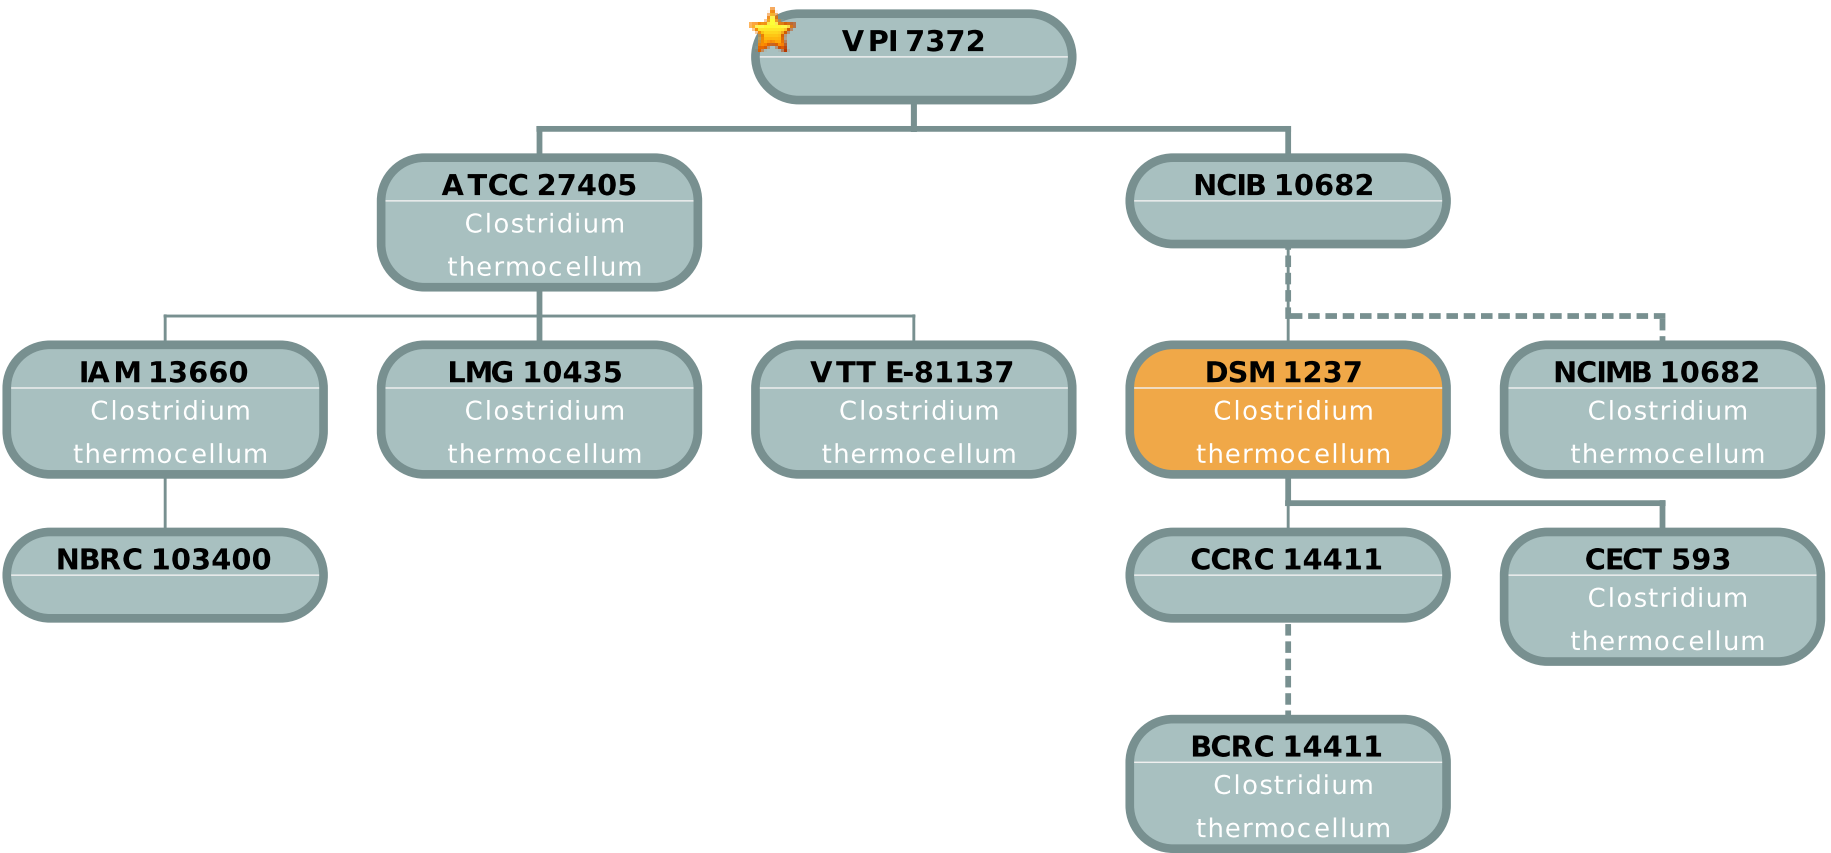 VPI 7372
ATCC 27405
Clostridium
thermocellum
NCIB 10682
IAM 13660
Clostridium
thermocellum
LMG 10435
Clostridium
thermocellum
VTT E-81137
Clostridium
thermocellum
DSM 1237
Clostridium
thermocellum
NCIMB 10682
Clostridium
thermocellum
NBRC 103400
CCRC 14411
CECT 593
Clostridium
thermocellum
BCRC 14411
Clostridium
thermocellum